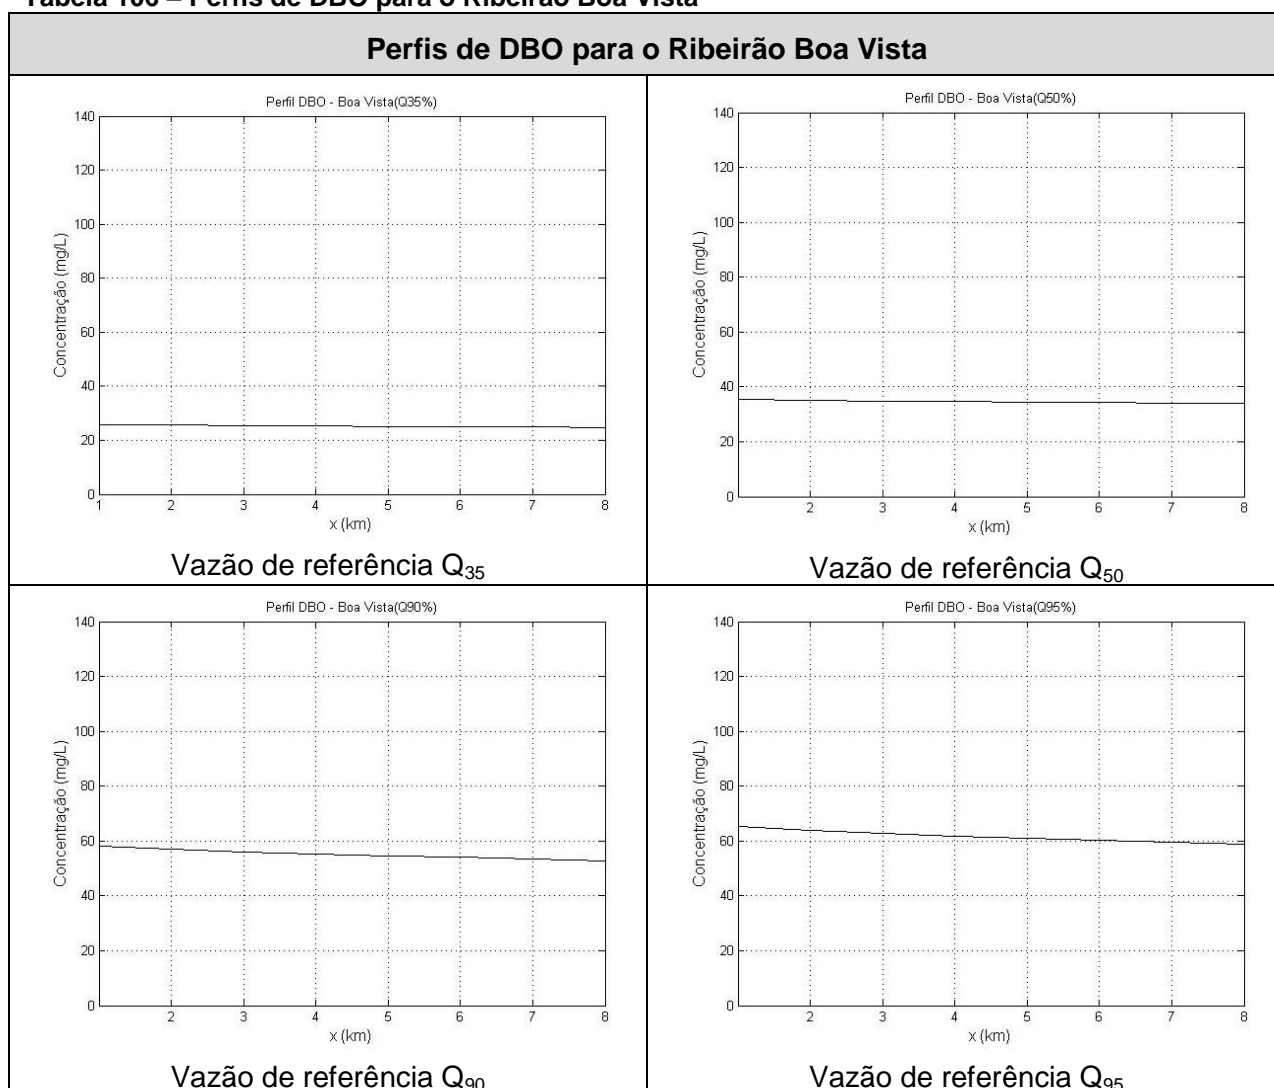 Tabela 106 – Perfis de DBO para o Ribeirão Boa Vista
Perfis de DBO para o Ribeirão Boa Vista
Perfil DBO - Boa Vista(Q35%)
140
120
100
80
60
40
20
0
Concentração (mg/L)
1 2 3 4 5 6 7 8
x (km)
Vazão de referência Q35
Perfil DBO - Boa Vista(Q50%)
140
120
100
80
60
40
20
0
Concentração (mg/L)
2 3 4 5 6 7 8
x (km)
Vazão de referência Q50
Perfil DBO - Boa Vista(Q90%)
140
120
100
80
60
40
20
0
Concentração (mg/L)
2 3 4 5 6 7 8
x (km)
Vazão de referência Q90
Perfil DBO - Boa Vista(Q95%)
140
120
100
80
60
40
20
0
Concentração (mg/L)
2 3 4 5 6 7 8
x (km)
Vazão de referência Q95